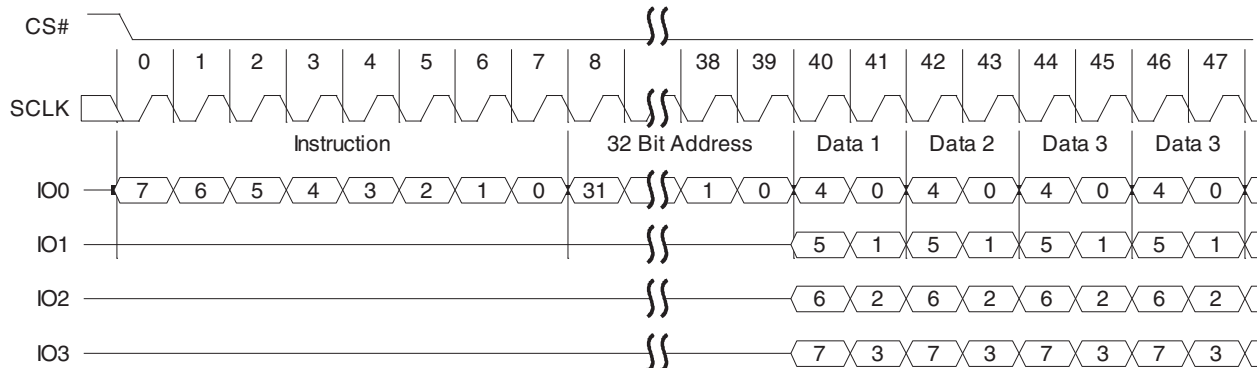 CS#
0 1 2 3 4 5 6 7 8 38 39 40 41 42 43 44 45 46 47
SCLK
Instruction 32 Bit Address Data 1 Data 2 Data 3 Data 3
IO0 7 6 5 4 3 2 1 0 31 1 0 4 0 4 0 4 0 4 0
IO1 5 1 5 1 5 1 5 1
IO2 6 2 6 2 6 2 6 2
IO3 7 3 7 3 7 3 7 3